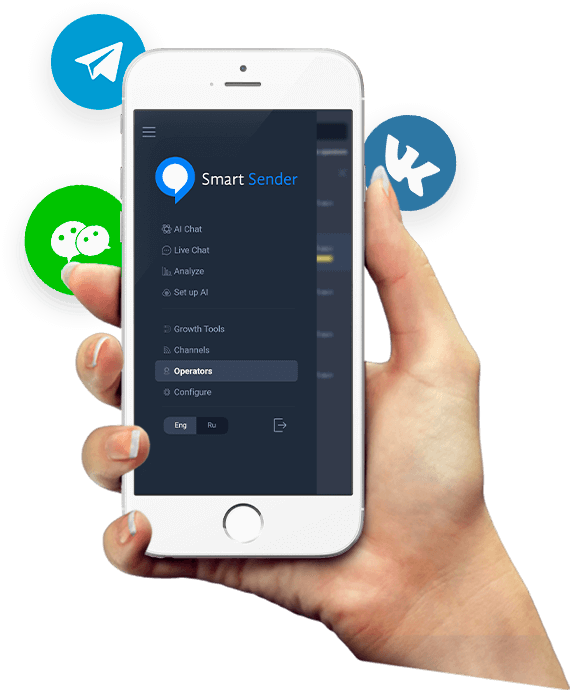 Smart Sender
AI Chat
Live Chat
Analyze
Set up AI
Growth Tools
Channels
Operators
Configure
Eng Ru